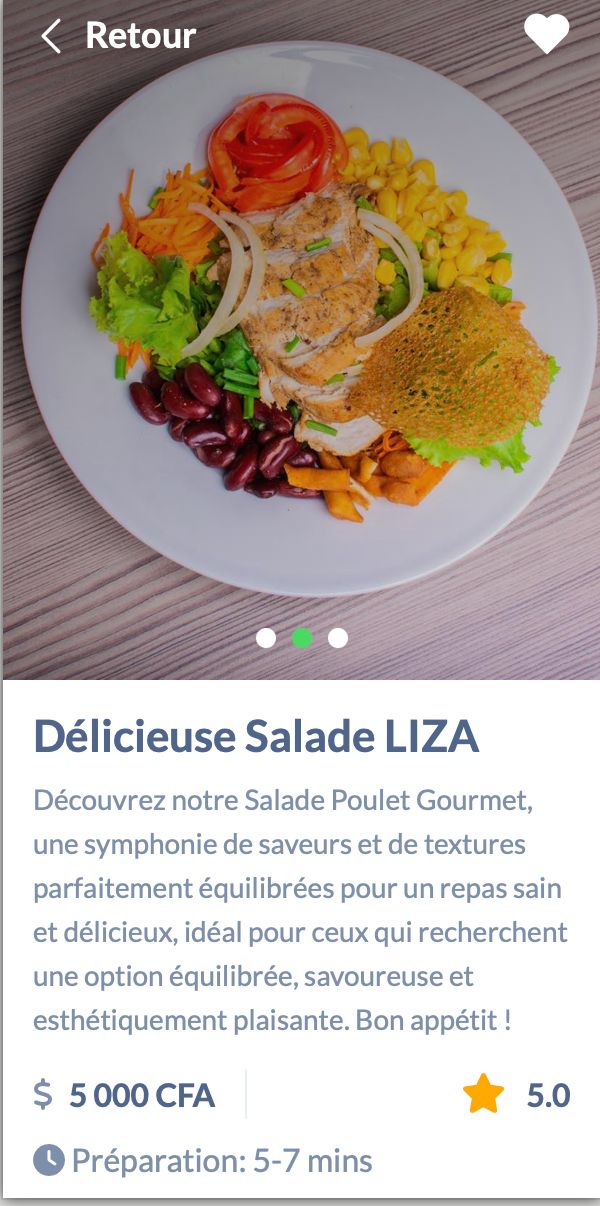 Retour
Délicieuse Salade LIZA
Découvrez notre Salade Poulet Gourmet,
une symphonie de saveurs et de textures
parfaitement équilibrées pour un repas sain
et délicieux, idéal pour ceux qui recherchent
une option équilibrée, savoureuse et
esthétiquement plaisante. Bon appétit !
$ 5 000 CFA 5.0
Préparation: 5-7 mins